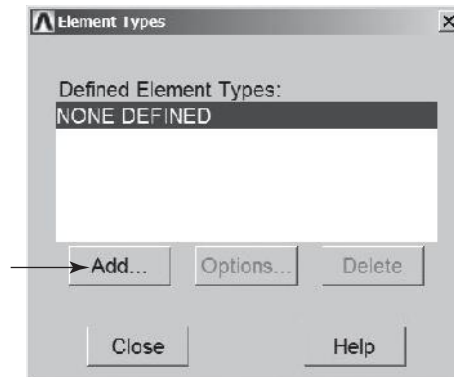 Element Types
Defined Element Types:
NONE DEFINED
Add... Options... Delete
Close Help